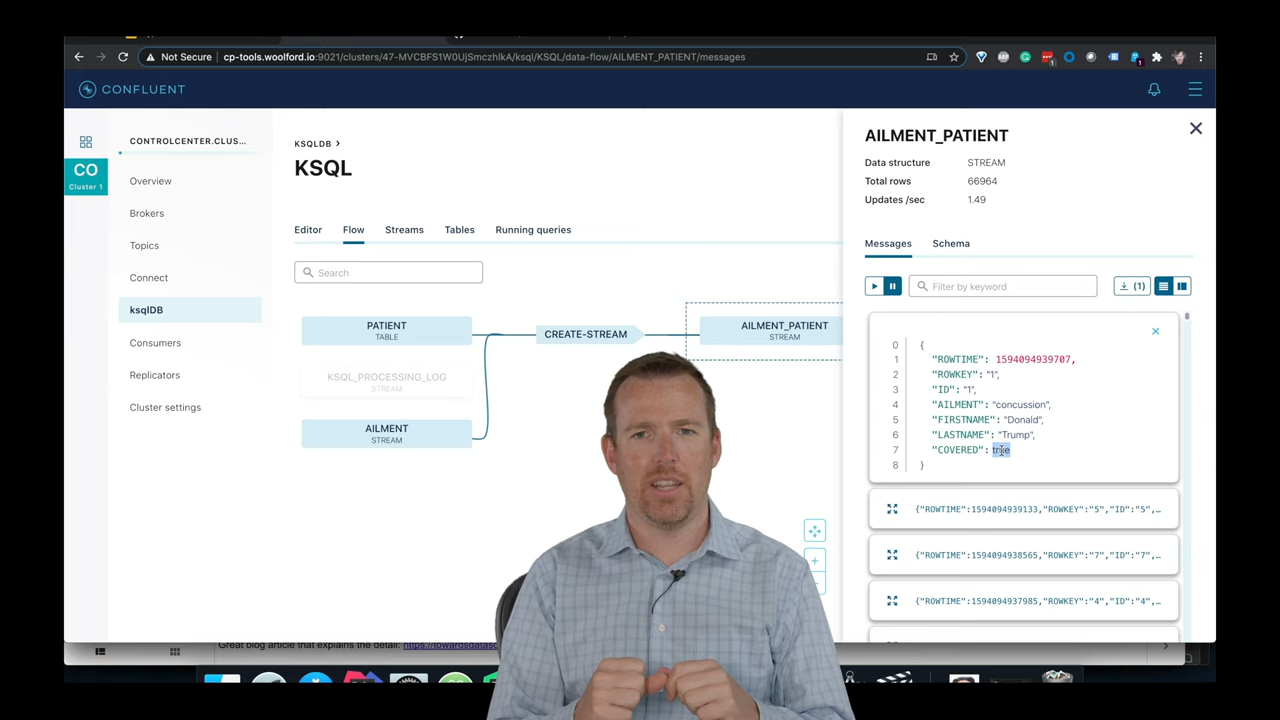 Not Secure cp-tools.woolford.io:9021/clusters/47-MVCBFS1W0UjSmczhlkA/ksql/KSQL/data-flow/AILMENT_PATIENT/messages
CONFLUENT
CO
Cluster 1
CONTROLCENTER.CLUS...
Overview
Brokers
Topics
Connect
ksqlDB
Consumers
Replicators
Cluster settings
KSQLDB >
KSQL
Editor Flow Streams Tables Running queries
Search
PATIENT
TABLE
KSQL_PROCESSING_LOG
STREAM
AILMENT
STREAM
CREATE-STREAM
AILMENT_PATIENT
STREAM
AILMENT_PATIENT
Data structure STREAM
Total rows 66964
Updates /sec 1.49
Messages Schema
Filter by keyword
(1)
0 {
1 "ROWTIME": 1594094939707,
2 "ROWKEY": "1",
3 "ID": "1",
4 "AILMENT": "concussion",
5 "FIRSTNAME": "Donald",
6 "LASTNAME": "Trump",
7 "COVERED": true
8 }
{"ROWTIME":1594094939133,"ROWKEY":"5","ID":"5",...
{"ROWTIME":1594094938565,"ROWKEY":"7","ID":"7",...
{"ROWTIME":1594094937985,"ROWKEY":"4","ID":"4",...
Great blog article that explains the detail: